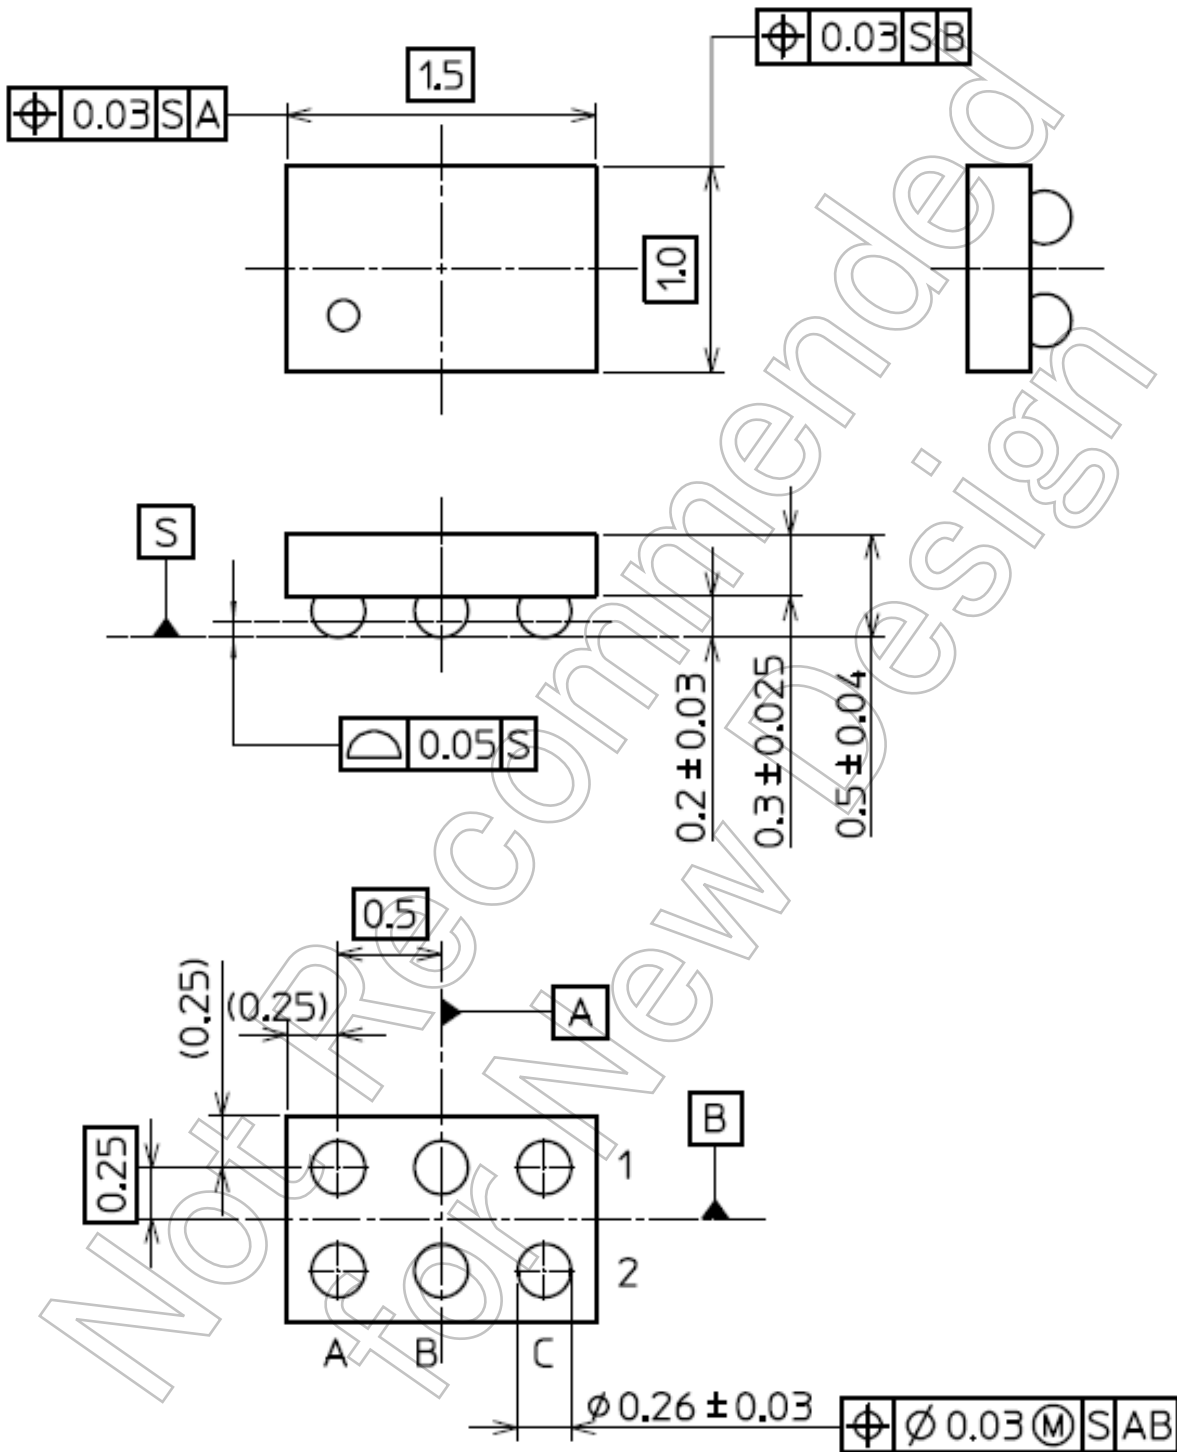 ⌖ 0.03 S B
1.5
⌖ 0.03 S A
1.0
S
⌓ 0.05 S
0.2 ± 0.03
0.3 ± 0.025
0.5 ± 0.04
0.5
(0.25)
(0.25)
A
B
0.25
1
2
A B C
⌀0.26 ± 0.03
⌖ ⌀ 0.03 Ⓜ S AB
Not Recommended
for New Design